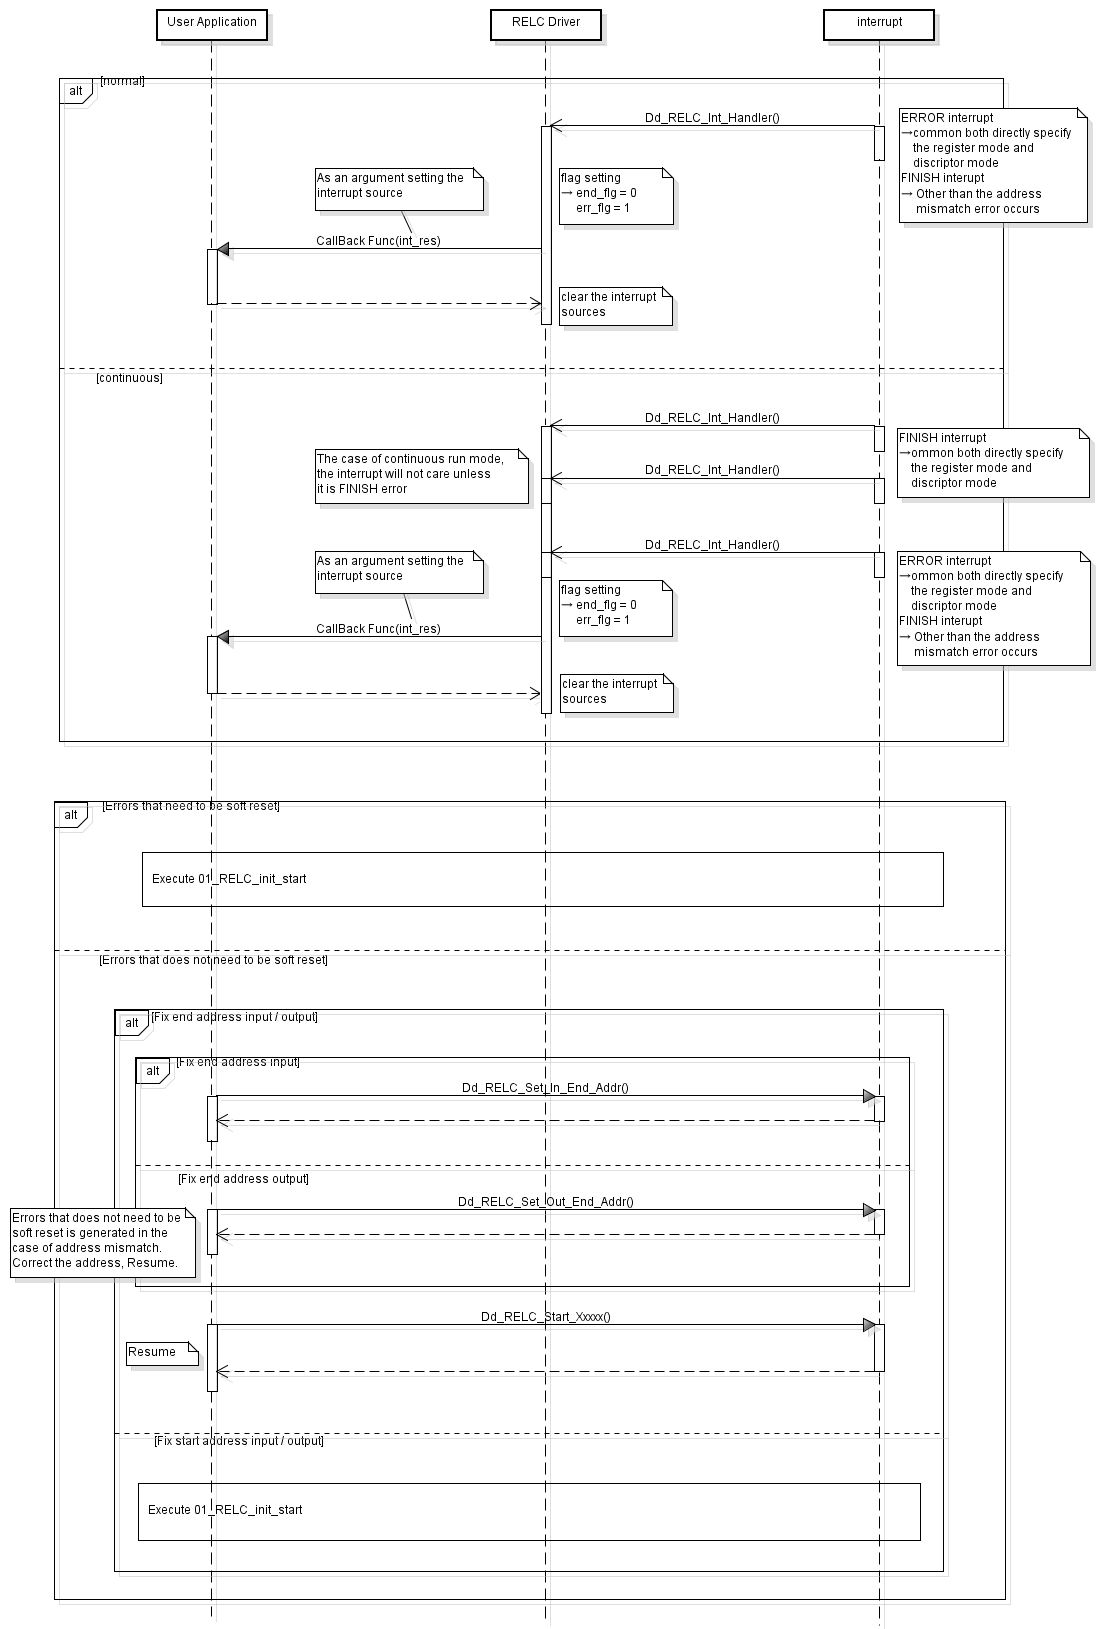 User Application
RELC Driver
interrupt
alt
[normal]
Dd_RELC_Int_Handler()
ERROR interrupt
→common both directly specify
the register mode and
discriptor mode
FINISH interupt
→ Other than the address
mismatch error occurs
As an argument setting the
interrupt source
flag setting
→ end_flg = 0
err_flg = 1
CallBack Func(int_res)
clear the interrupt
sources
[continuous]
Dd_RELC_Int_Handler()
FINISH interrupt
→ommon both directly specify
the register mode and
discriptor mode
The case of continuous run mode,
the interrupt will not care unless
it is FINISH error
Dd_RELC_Int_Handler()
Dd_RELC_Int_Handler()
ERROR interrupt
→ommon both directly specify
the register mode and
discriptor mode
FINISH interupt
→ Other than the address
mismatch error occurs
As an argument setting the
interrupt source
flag setting
→ end_flg = 0
err_flg = 1
CallBack Func(int_res)
clear the interrupt
sources
alt
[Errors that need to be soft reset]
Execute 01_RELC_init_start
[Errors that does not need to be soft reset]
alt
[Fix end address input / output]
alt
[Fix end address input]
Dd_RELC_Set_In_End_Addr()
[Fix end address output]
Dd_RELC_Set_Out_End_Addr()
Errors that does not need to be
soft reset is generated in the
case of address mismatch.
Correct the address, Resume.
Dd_RELC_Start_Xxxxx()
Resume
[Fix start address input / output]
Execute 01_RELC_init_start